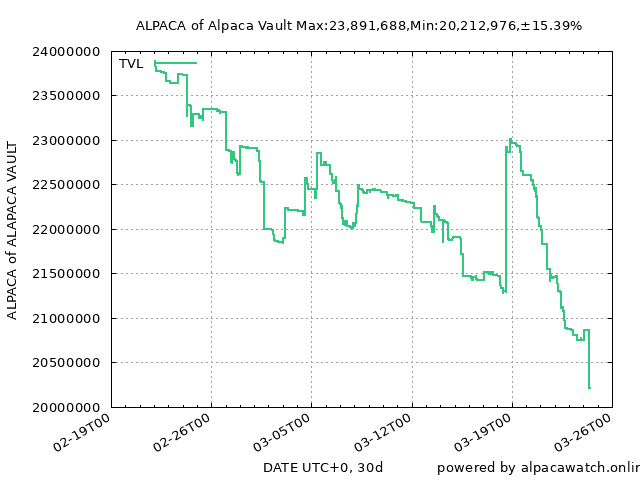 ALPACA of Alpaca Vault Max:23,891,688,Min:20,212,976,±15.39%
TVL
24000000
23500000
23000000
22500000
22000000
21500000
21000000
20500000
20000000
ALPACA of ALAPACA VAULT
02-19T00
02-26T00
03-05T00
03-12T00
03-19T00
03-26T00
DATE UTC+0, 30d
powered by alpacawatch.onlin